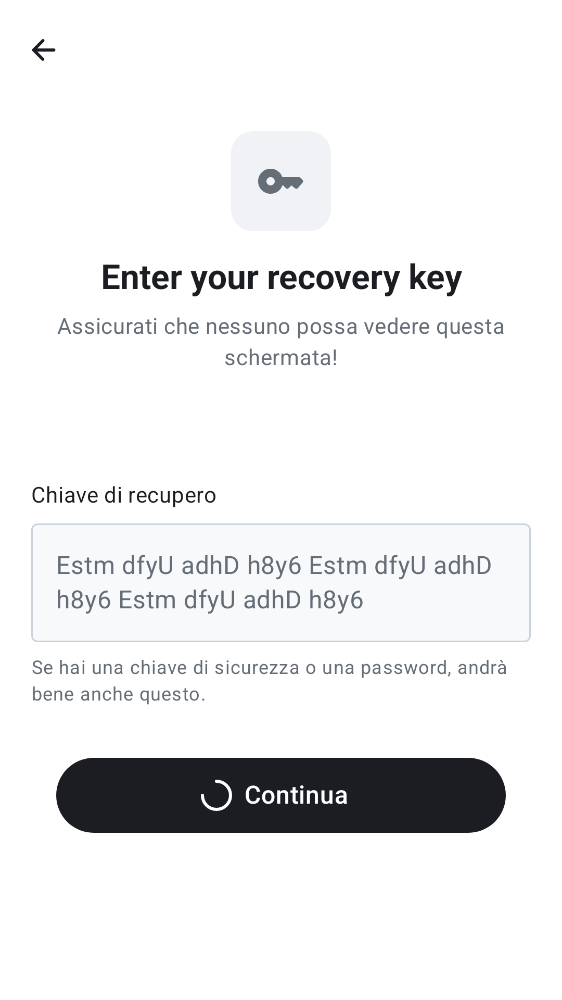 Enter your recovery key
Assicurati che nessuno possa vedere questa
schermata!
Chiave di recupero
Estm dfyU adhD h8y6 Estm dfyU adhD
h8y6 Estm dfyU adhD h8y6
Se hai una chiave di sicurezza o una password, andrà
bene anche questo.
Continua